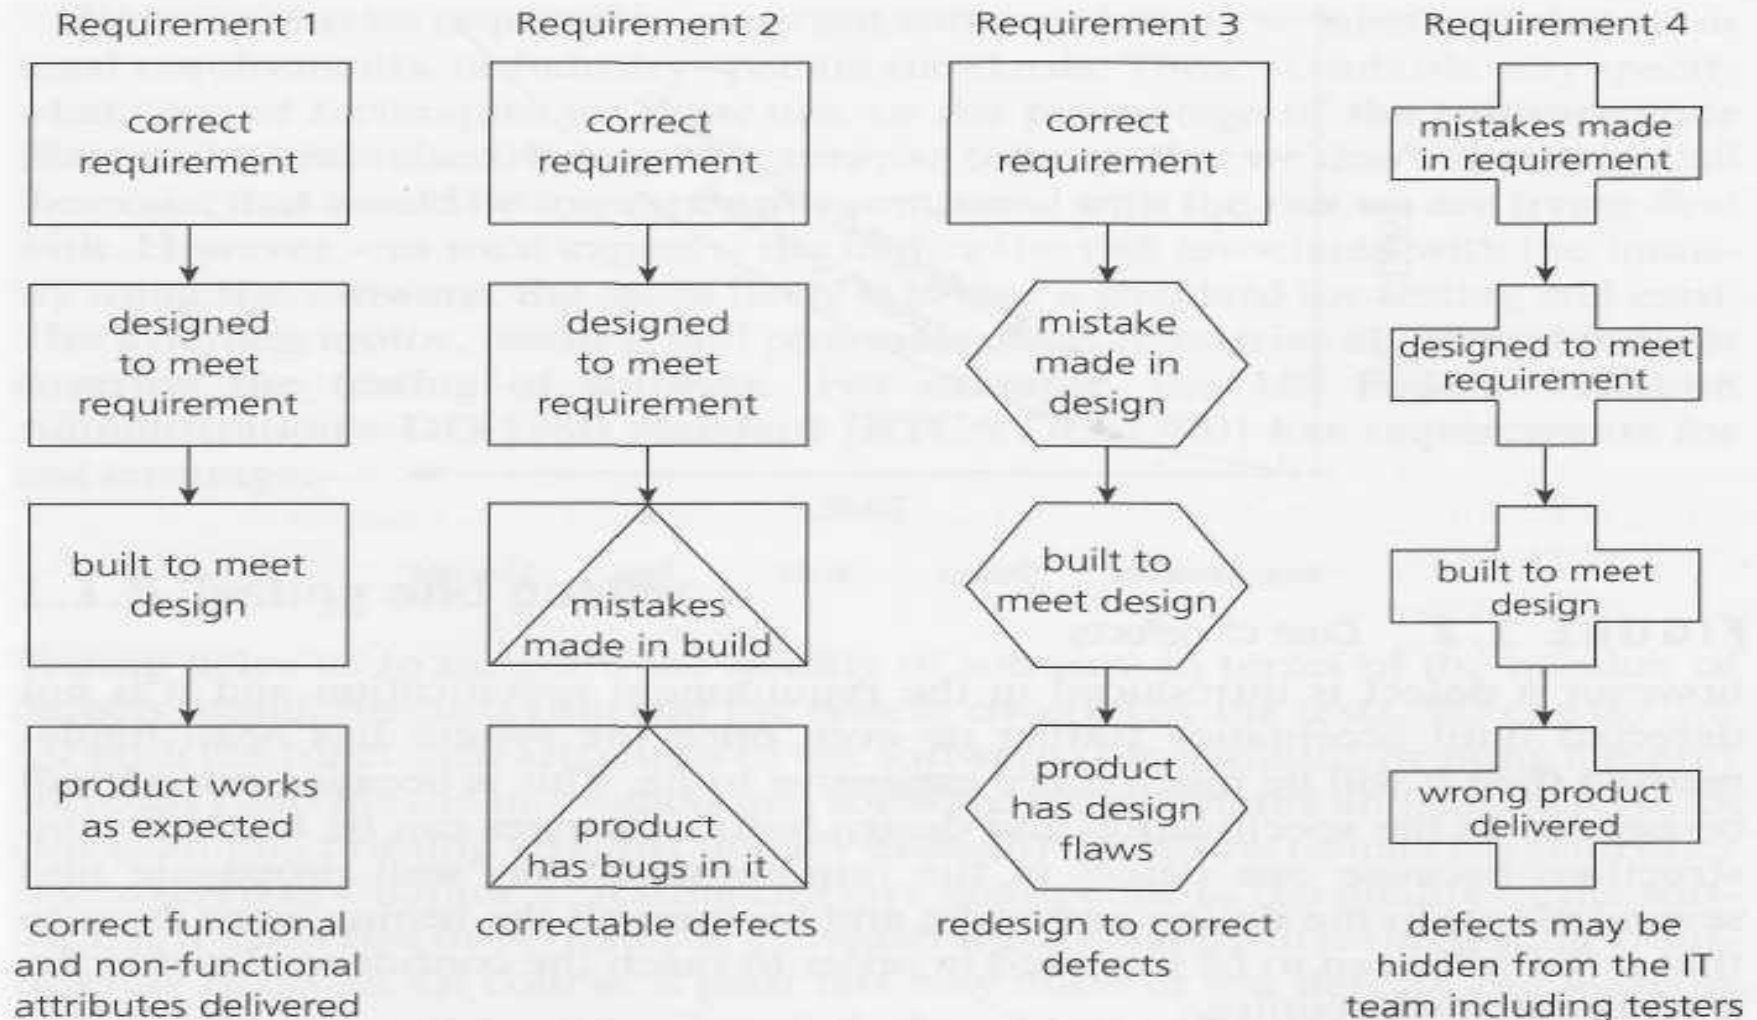 Requirement 1
correct
requirement
designed
to meet
requirement
built to meet
design
product works
as expected
correct functional
and non-functional
attributes delivered
Requirement 2
correct
requirement
designed
to meet
requirement
mistakes
made in build
product
has bugs in it
correctable defects
Requirement 3
correct
requirement
mistake
made in
design
built to
meet design
product
has design
flaws
redesign to correct
defects
Requirement 4
mistakes made
in requirement
designed to meet
requirement
built to meet
design
wrong product
delivered
defects may be
hidden from the IT
team including testers